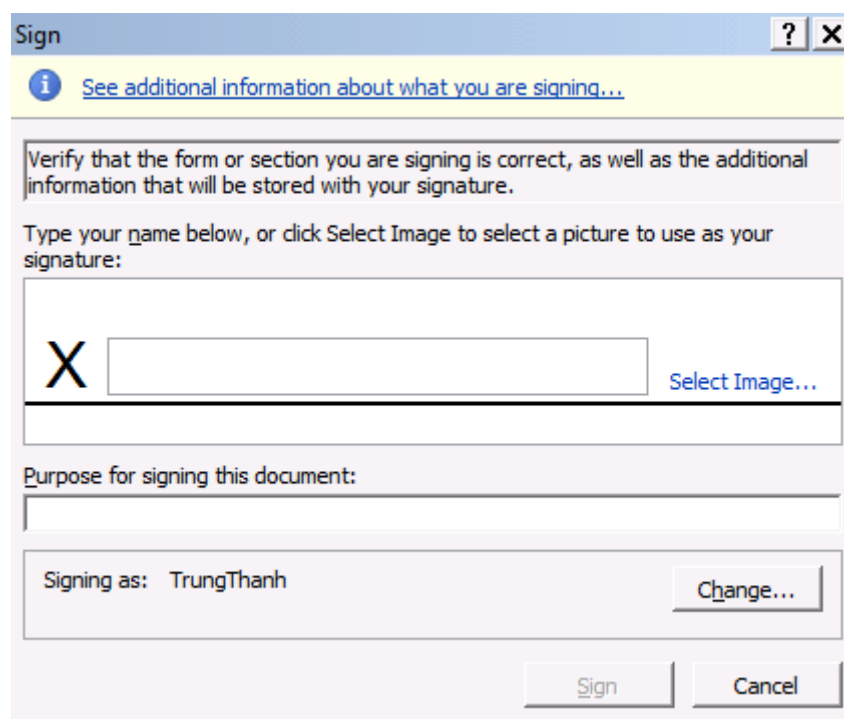 Sign
See additional information about what you are signing...
Verify that the form or section you are signing is correct, as well as the additional
information that will be stored with your signature.
Type your name below, or click Select Image to select a picture to use as your
signature:
X
Select Image...
Purpose for signing this document:
Signing as: TrungThanh
Change...
Sign
Cancel